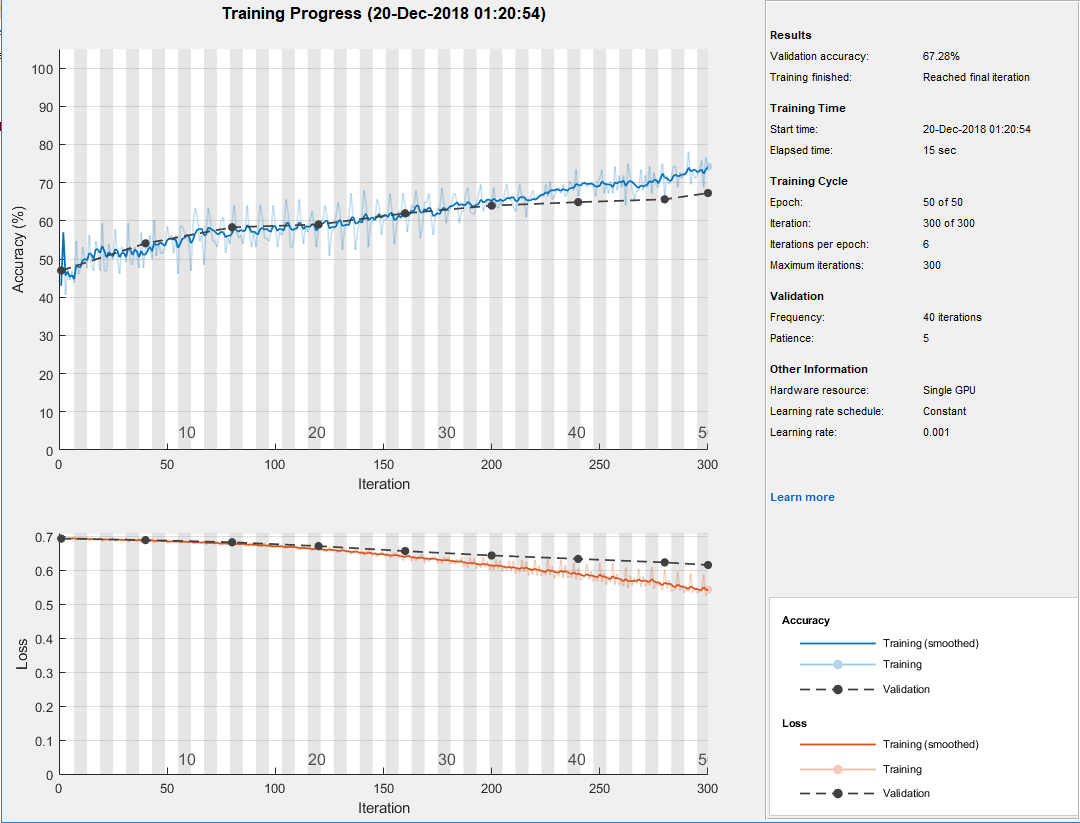 Training Progress (20-Dec-2018 01:20:54)
100
90
80
70
60
50
40
30
20
10
0
Accuracy (%)
10 20 30 40 5
0 50 100 150 200 250 300
Iteration
0.7
0.6
0.5
0.4
0.3
0.2
0.1
0
Loss
10 20 30 40 5
0 50 100 150 200 250 300
Iteration
Results
Validation accuracy: 67.28%
Training finished: Reached final iteration
Training Time
Start time: 20-Dec-2018 01:20:54
Elapsed time: 15 sec
Training Cycle
Epoch: 50 of 50
Iteration: 300 of 300
Iterations per epoch: 6
Maximum iterations: 300
Validation
Frequency: 40 iterations
Patience: 5
Other Information
Hardware resource: Single GPU
Learning rate schedule: Constant
Learning rate: 0.001
Learn more
Accuracy
Training (smoothed)
Training
Validation
Loss
Training (smoothed)
Training
Validation